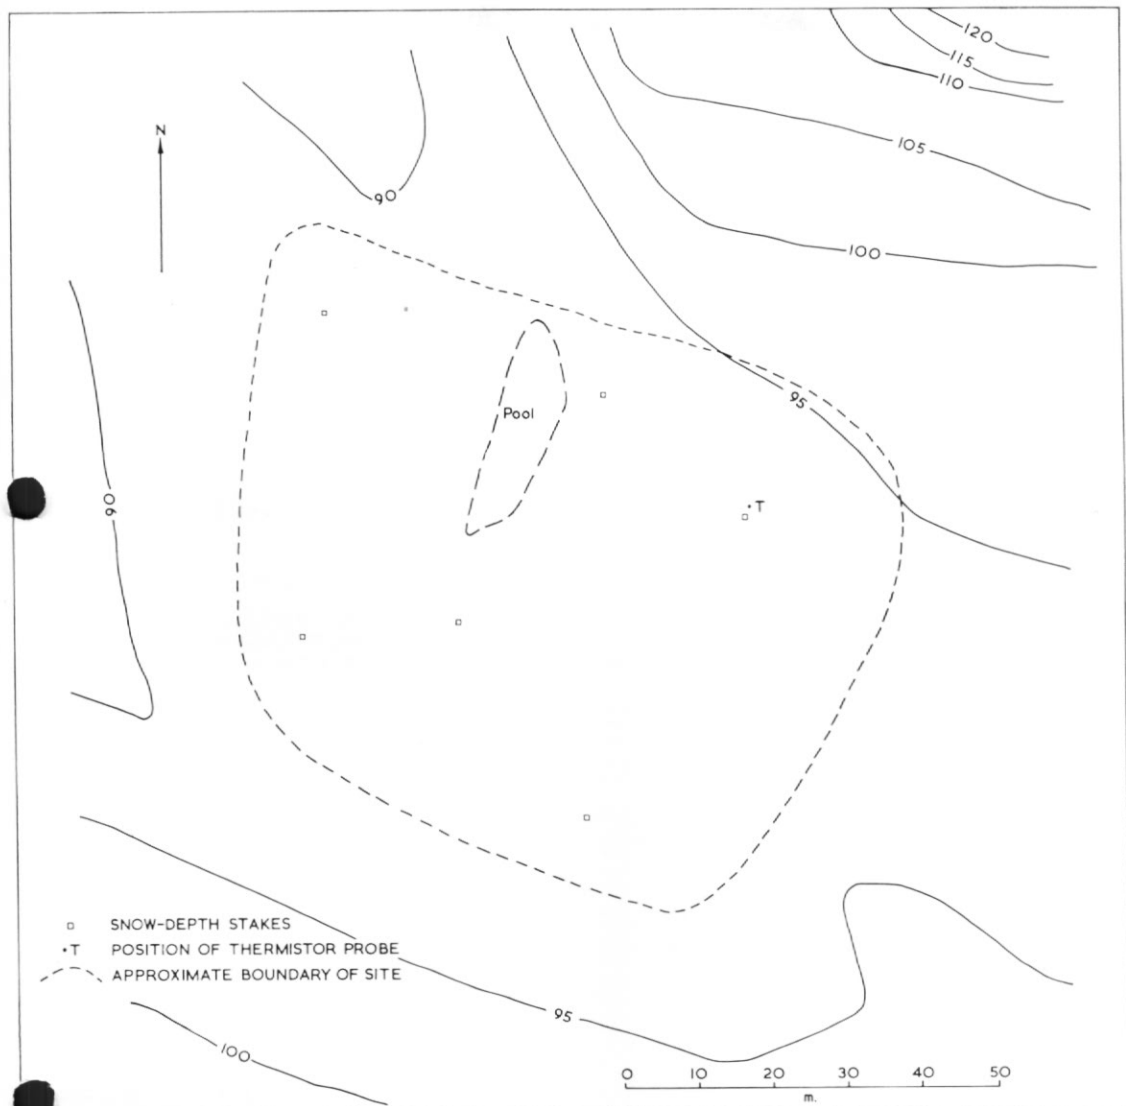 120
115
110
N
105
90
100
95
Pool
90
T
□ SNOW-DEPTH STAKES
•T POSITION OF THERMISTOR PROBE
APPROXIMATE BOUNDARY OF SITE
95
100
0 10 20 30 40 50
m.